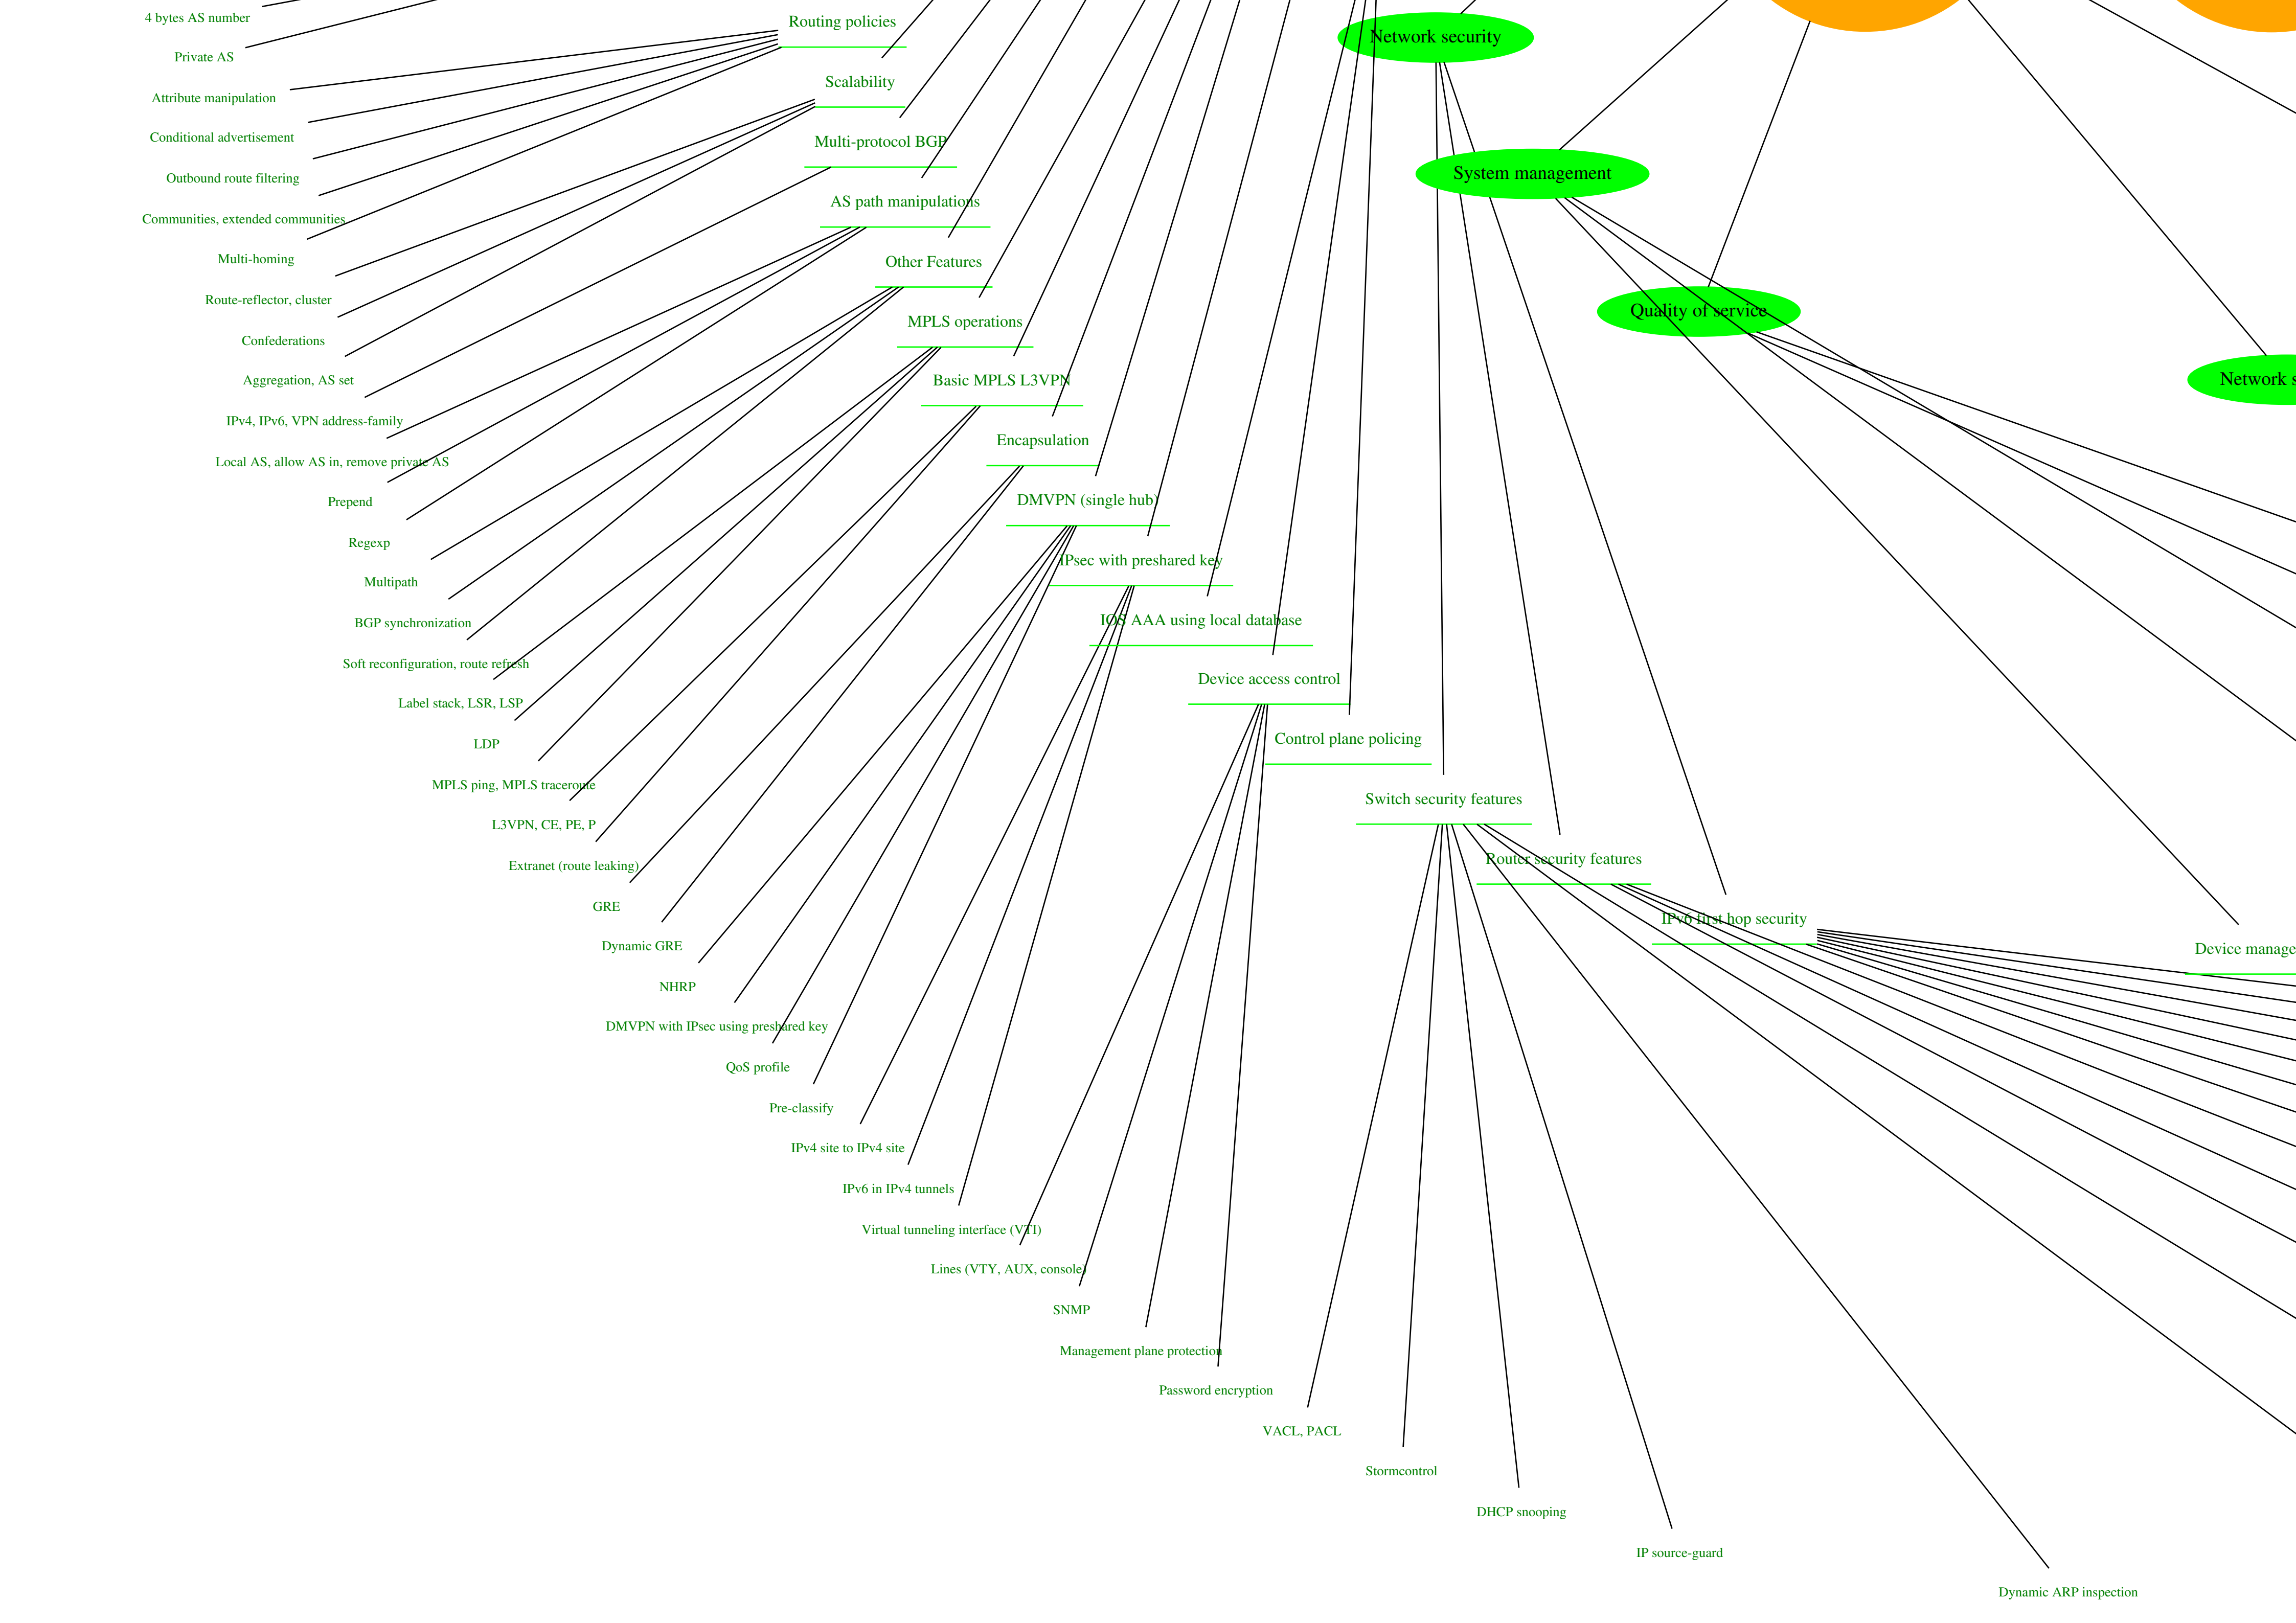 4 bytes AS number
Routing policies
Network security
Private AS
Scalability
Attribute manipulation
Conditional advertisement
Multi-protocol BGP
System management
Outbound route filtering
AS path manipulations
Communities, extended communities
Multi-homing
Other Features
Route-reflector, cluster
Quality of service
MPLS operations
Confederations
Aggregation, AS set
Basic MPLS L3VPN
Network s
IPv4, IPv6, VPN address-family
Encapsulation
Local AS, allow AS in, remove private AS
Prepend
DMVPN (single hub)
Regexp
IPsec with preshared key
Multipath
BGP synchronization
IOS AAA using local database
Soft reconfiguration, route refresh
Device access control
Label stack, LSR, LSP
LDP
Control plane policing
MPLS ping, MPLS traceroute
Switch security features
L3VPN, CE, PE, P
Extranet (route leaking)
Router security features
GRE
IPv6 first hop security
Dynamic GRE
Device manage
NHRP
DMVPN with IPsec using preshared key
QoS profile
Pre-classify
IPv4 site to IPv4 site
IPv6 in IPv4 tunnels
Virtual tunneling interface (VTI)
Lines (VTY, AUX, console)
SNMP
Management plane protection
Password encryption
VACL, PACL
Stormcontrol
DHCP snooping
IP source-guard
Dynamic ARP inspection